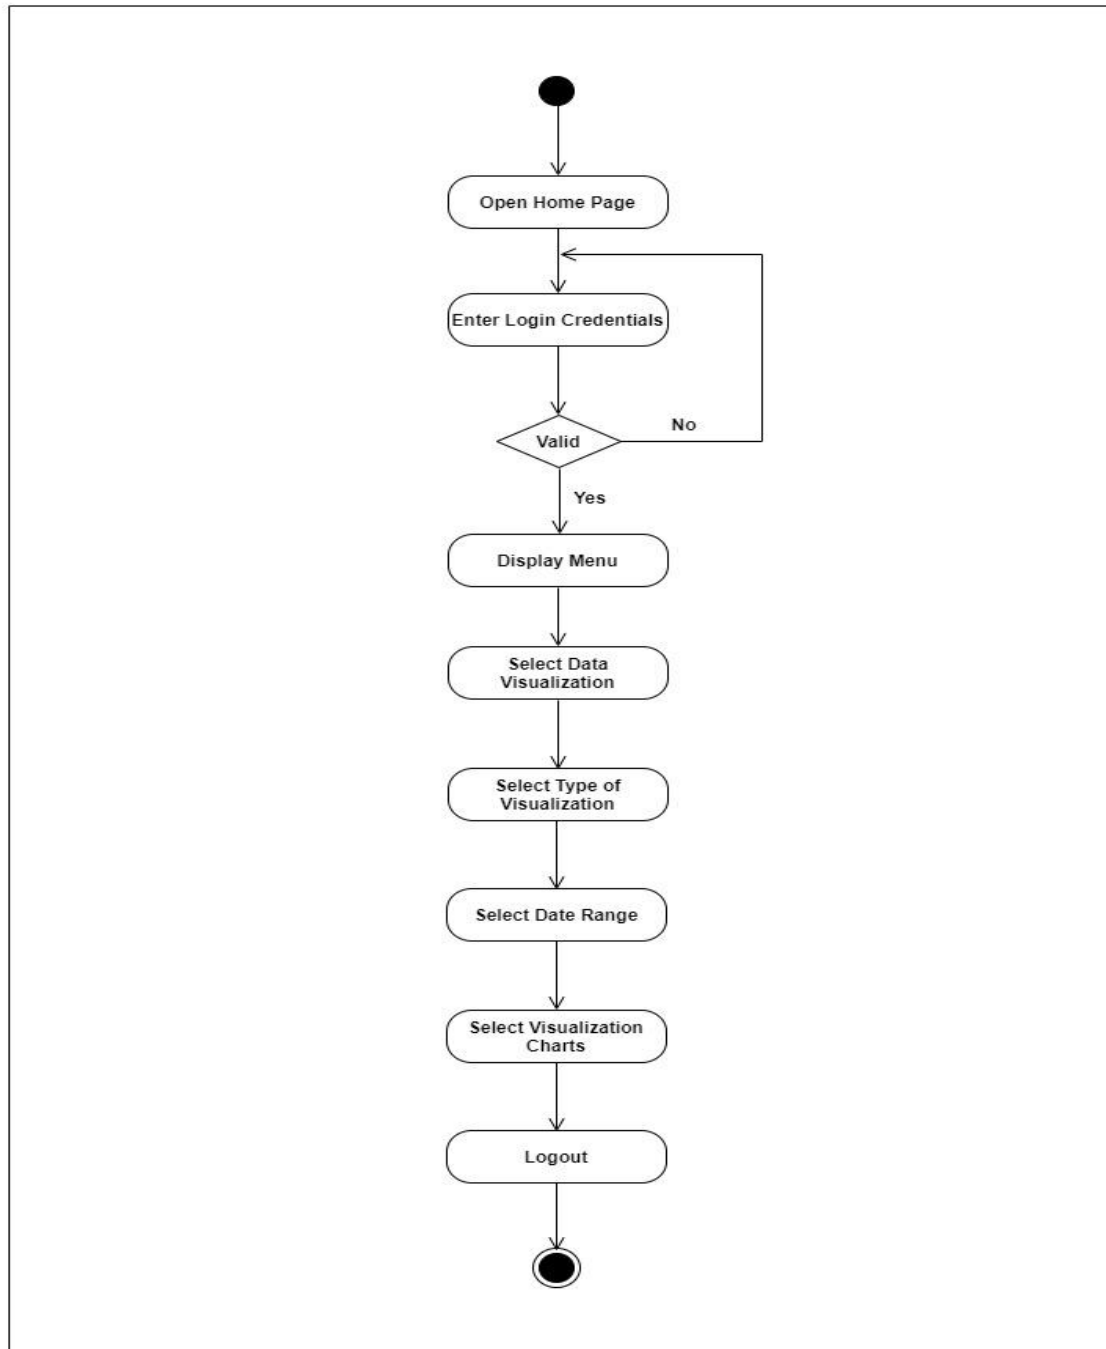 Open Home Page
Enter Login Credentials
Valid
No
Yes
Display Menu
Select Data
Visualization
Select Type of
Visualization
Select Date Range
Select Visualization
Charts
Logout